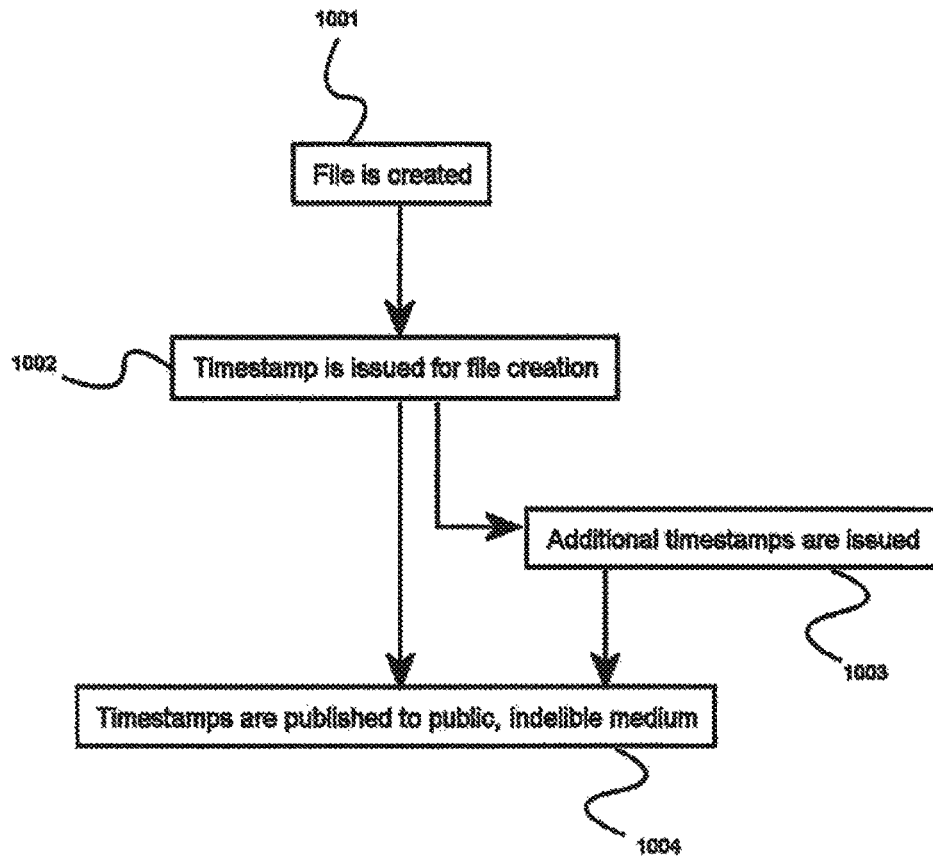 1001
File is created
1002
Timestamp is issued for file creation
Additional timestamps are issued
1003
Timestamps are published to public, indelible medium
1004